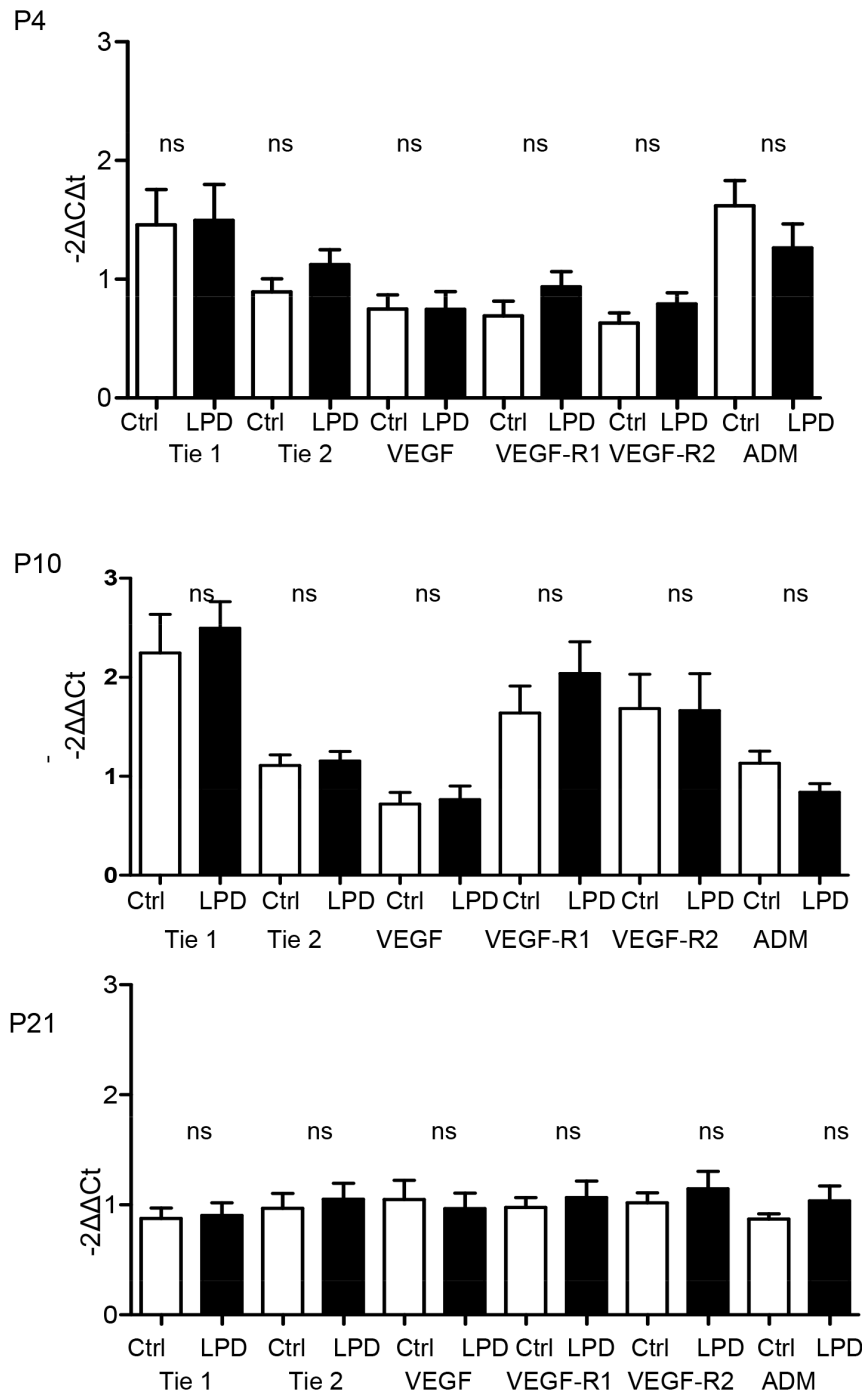 P4
3
ns ns ns ns ns ns
2
-2ΔCΔt
1
0
Ctrl LPD Ctrl LPD Ctrl LPD Ctrl LPD Ctrl LPD Ctrl LPD
Tie 1 Tie 2 VEGF VEGF-R1 VEGF-R2 ADM
P10
3
ns ns ns ns ns ns
2
-2ΔΔCt
-
1
0
Ctrl LPD Ctrl LPD Ctrl LPD Ctrl LPD Ctrl LPD Ctrl LPD
Tie 1 Tie 2 VEGF VEGF-R1 VEGF-R2 ADM
3
P21
2
ns ns ns ns ns ns
-2ΔΔCt
1
0
Ctrl LPD Ctrl LPD Ctrl LPD Ctrl LPD Ctrl LPD Ctrl LPD
Tie 1 Tie 2 VEGF VEGF-R1 VEGF-R2 ADM